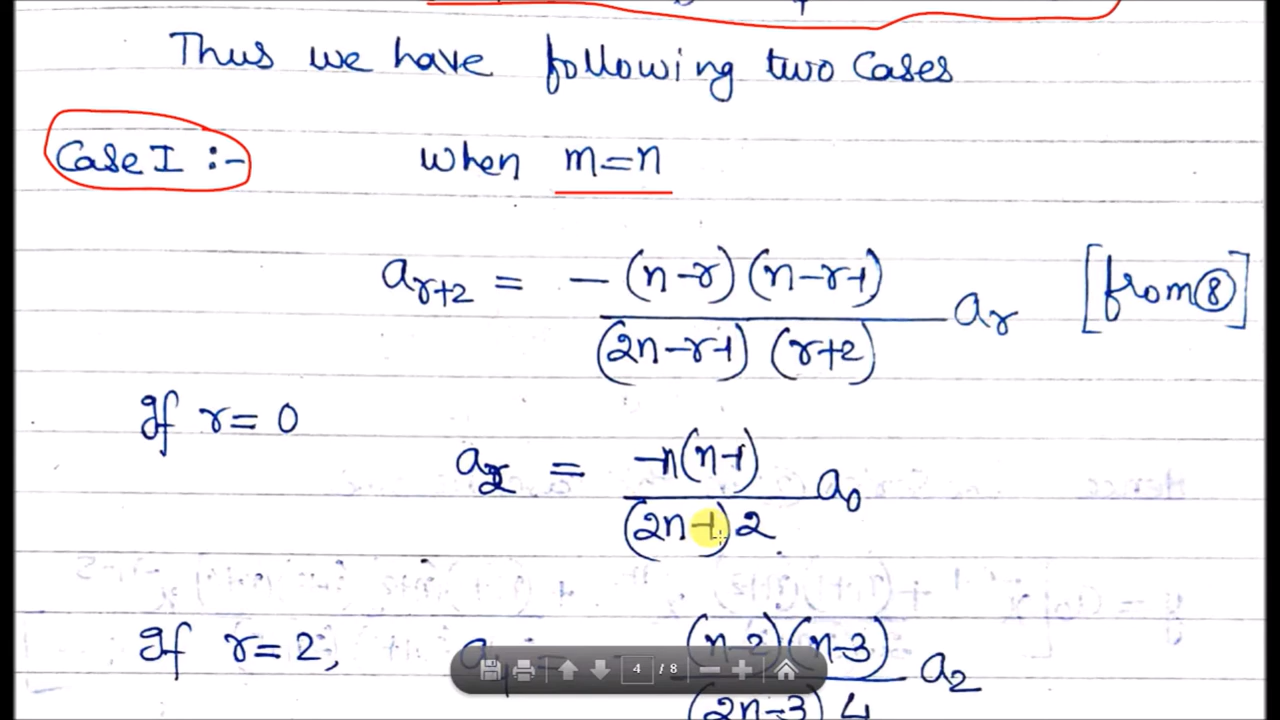 Thus we have following two Cases
Case I :- when m=n
a_{r+2} = -(n-r)(n-r-1) / (2n-r-1)(r+2) a_r [from ⑧]
If r=0
a_2 = -n(n-1) / (2n-1)2 a_0
If r=2, (n-2)(n-3) / (2n-3)4 a_2
4 / 8